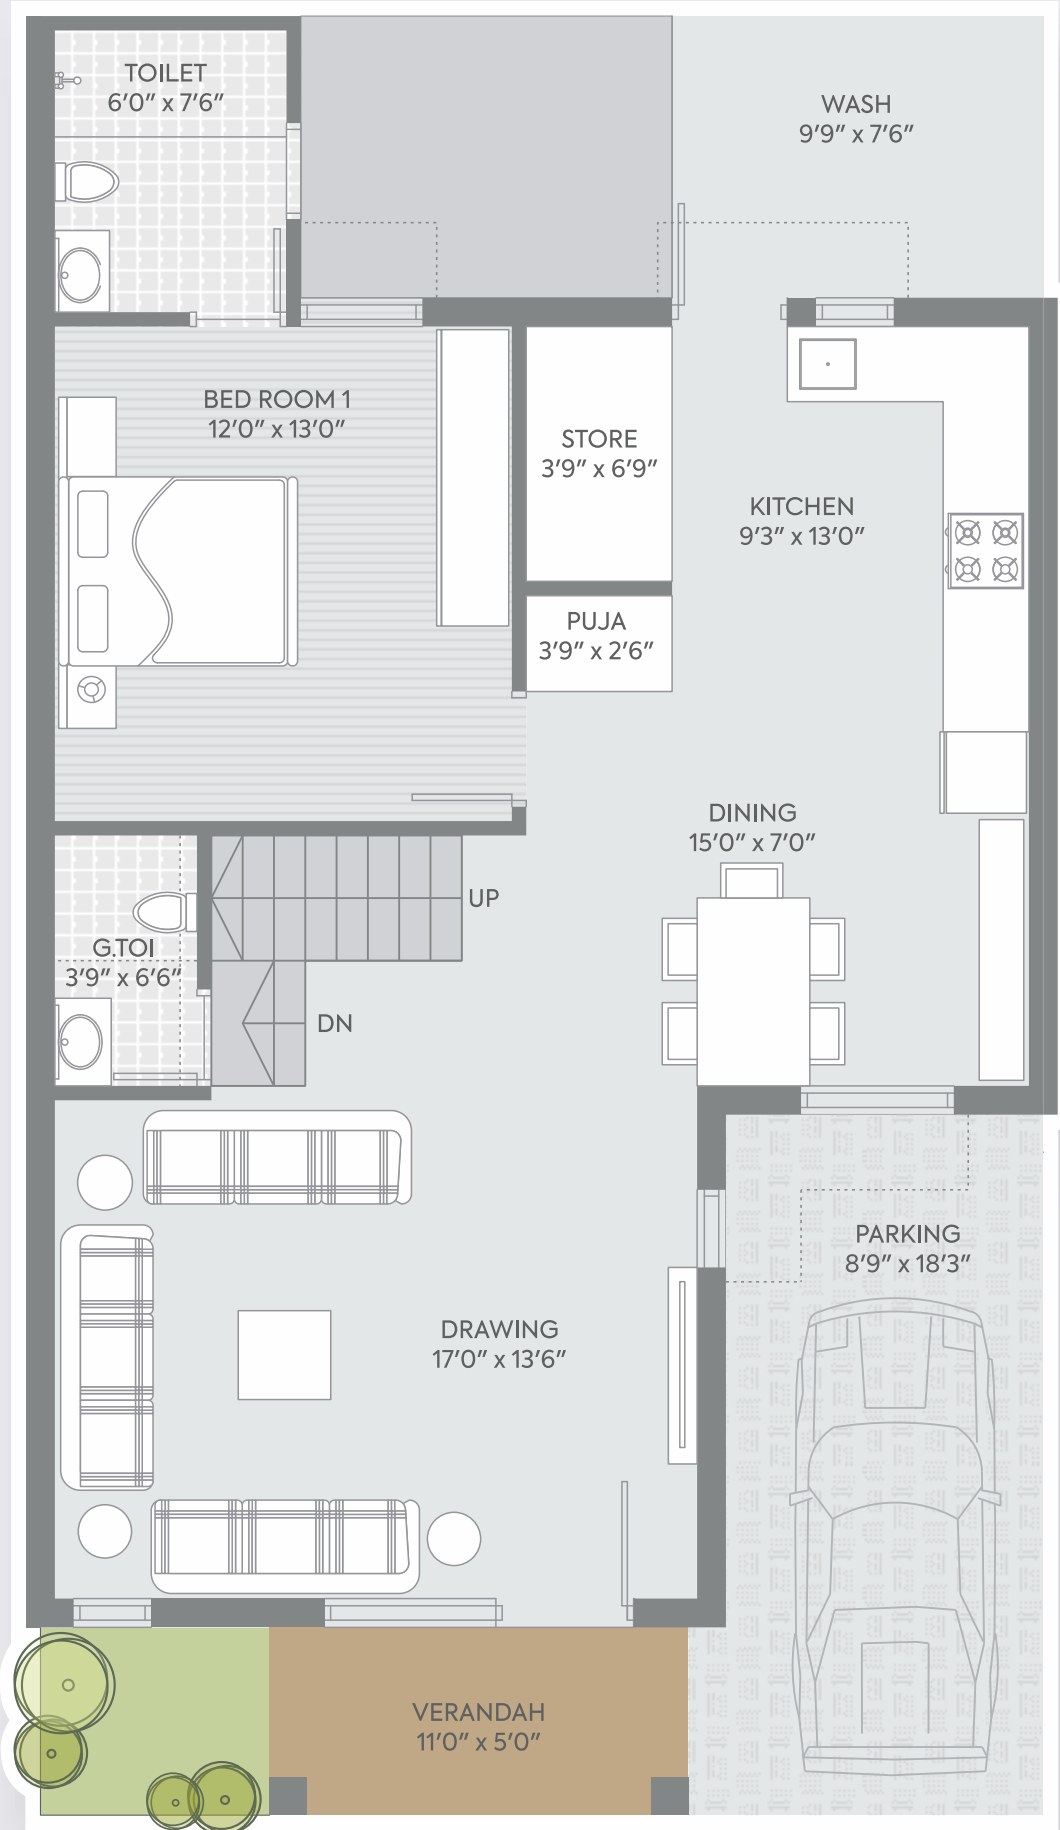 TOILET
6'0" x 7'6"
WASH
9'9" x 7'6"
BED ROOM 1
12'0" x 13'0"
STORE
3'9" x 6'9"
KITCHEN
9'3" x 13'0"
PUJA
3'9" x 2'6"
DINING
15'0" x 7'0"
UP
G.TOI
3'9" x 6'6"
DN
PARKING
8'9" x 18'3"
DRAWING
17'0" x 13'6"
VERANDAH
11'0" x 5'0"